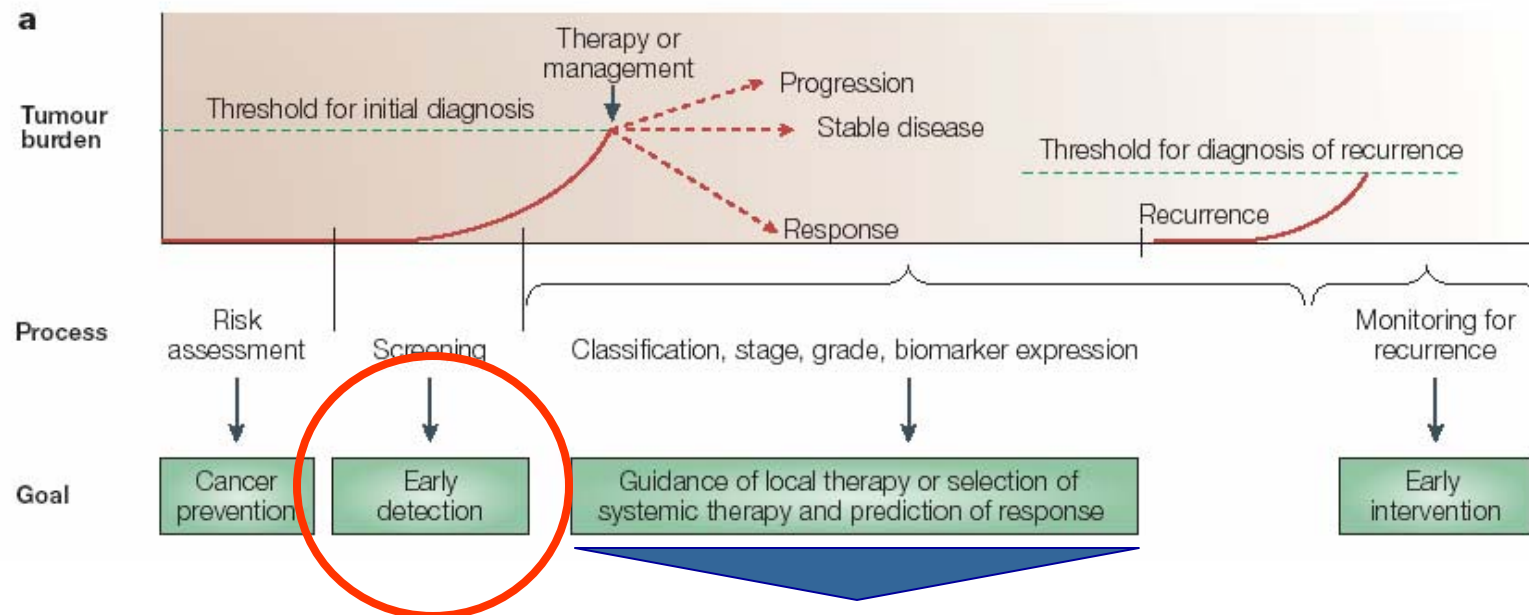 a
Tumour
burden
Threshold for initial diagnosis
Therapy or
management
Progression
Stable disease
Response
Threshold for diagnosis of recurrence
Recurrence
Process
Risk
assessment
Screening
Classification, stage, grade, biomarker expression
Monitoring for
recurrence
Goal
Cancer
prevention
Early
detection
Guidance of local therapy or selection of
systemic therapy and prediction of response
Early
intervention